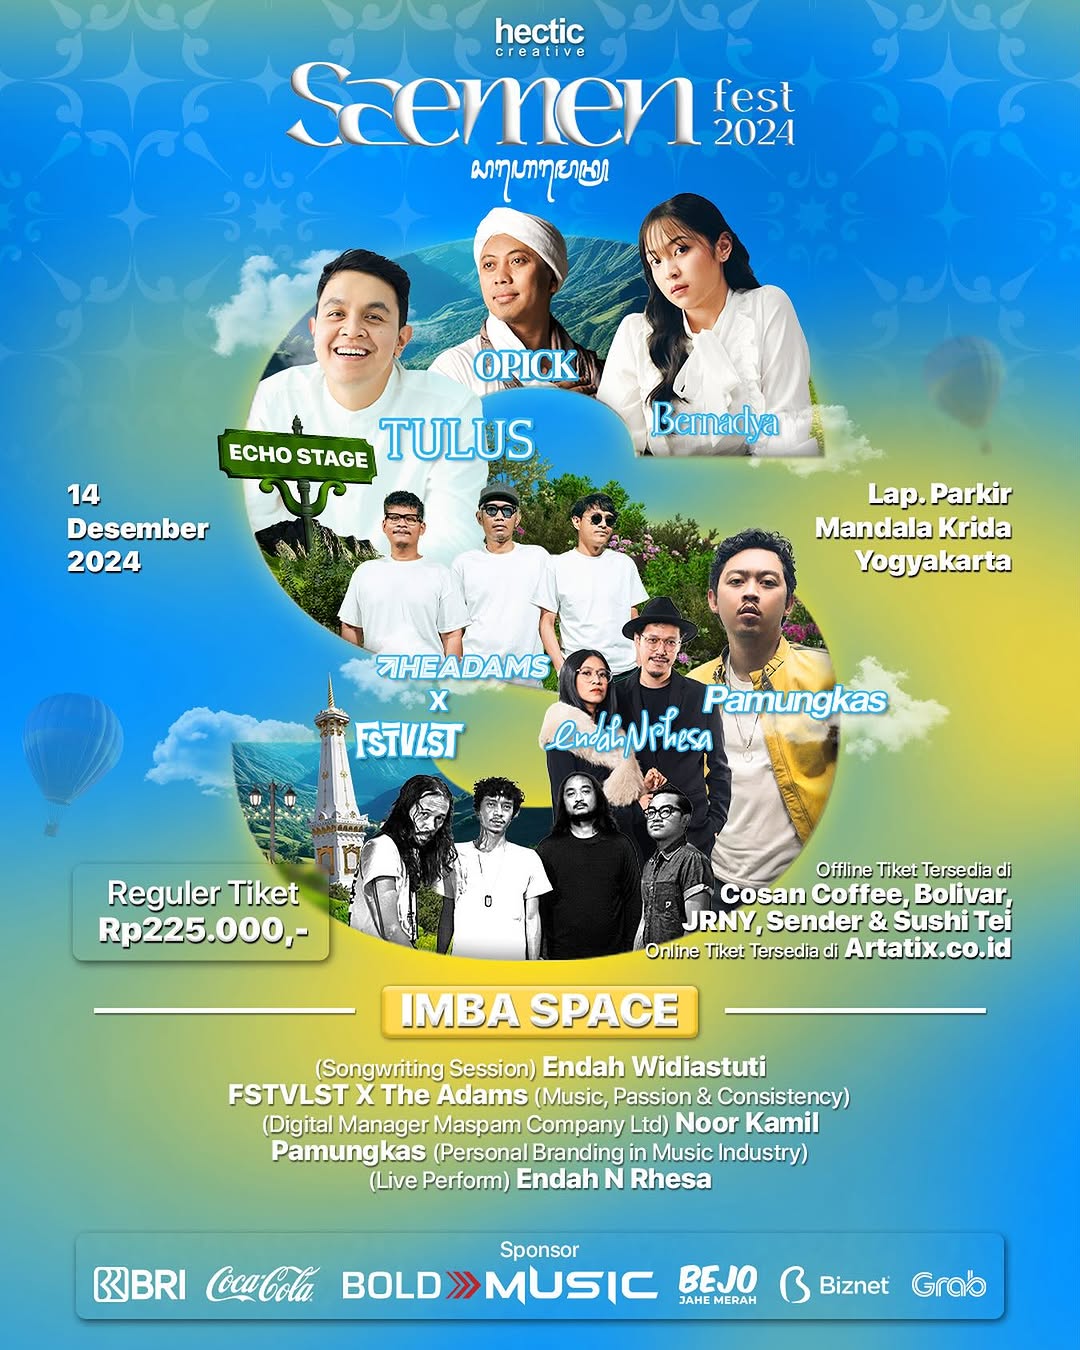 hectic
creative
Saemen fest
2024
OPICK
Bernadya
TULUS
ECHO STAGE
14
Desember
2024
Lap. Parkir
Mandala Krida
Yogyakarta
THEADAMS
X
FSTVLST
endah N Rhesa
Pamungkas
Reguler Tiket
Rp225.000,-
Offline Tiket Tersedia di
Cosan Coffee, Bolivar,
JRNY, Sender & Sushi Tei
Online Tiket Tersedia di Artatix.co.id
IMBA SPACE
(Songwriting Session) Endah Widiastuti
FSTVLST X The Adams (Music, Passion & Consistency)
(Digital Manager Maspam Company Ltd) Noor Kamil
Pamungkas (Personal Branding in Music Industry)
(Live Perform) Endah N Rhesa
Sponsor
BRI Coca-Cola BOLD MUSIC BEJO JAHE MERAH Biznet Grab